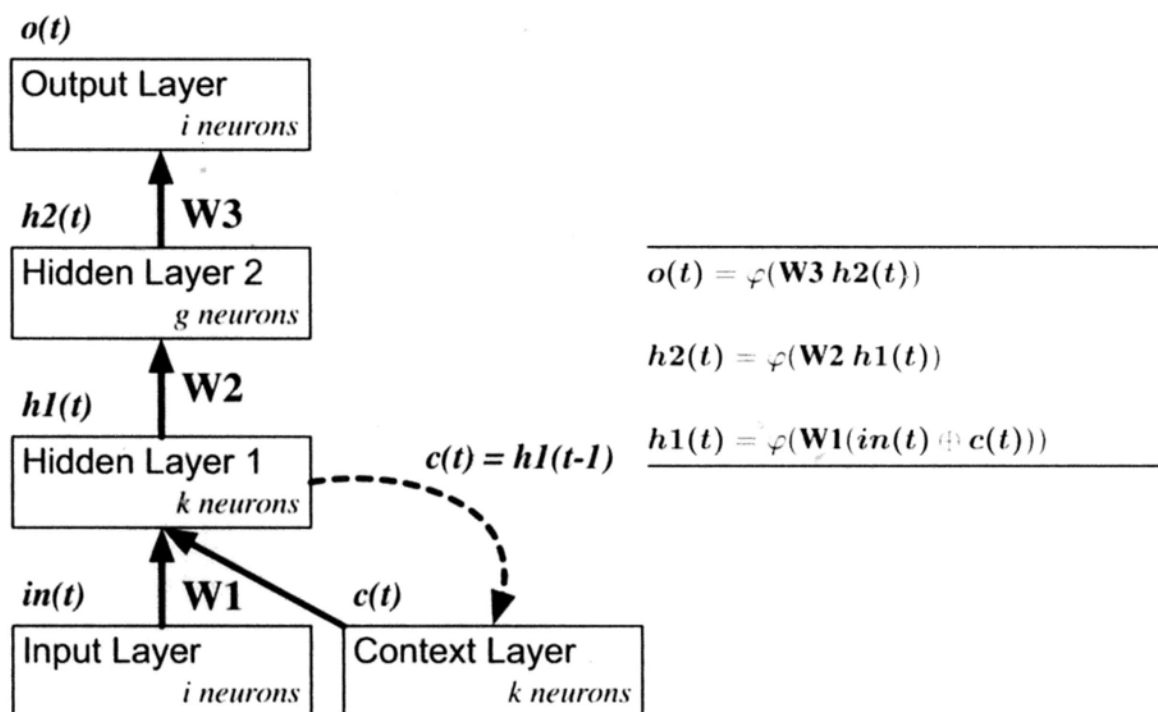 o(t)
Output Layer
i neurons
h2(t)
W3
Hidden Layer 2
g neurons
h1(t)
W2
Hidden Layer 1
k neurons
c(t) = h1(t-1)
in(t)
W1
c(t)
Input Layer
i neurons
Context Layer
k neurons
o(t) = φ(W3 h2(t))
h2(t) = φ(W2 h1(t))
h1(t) = φ(W1(in(t) ⊕ c(t)))